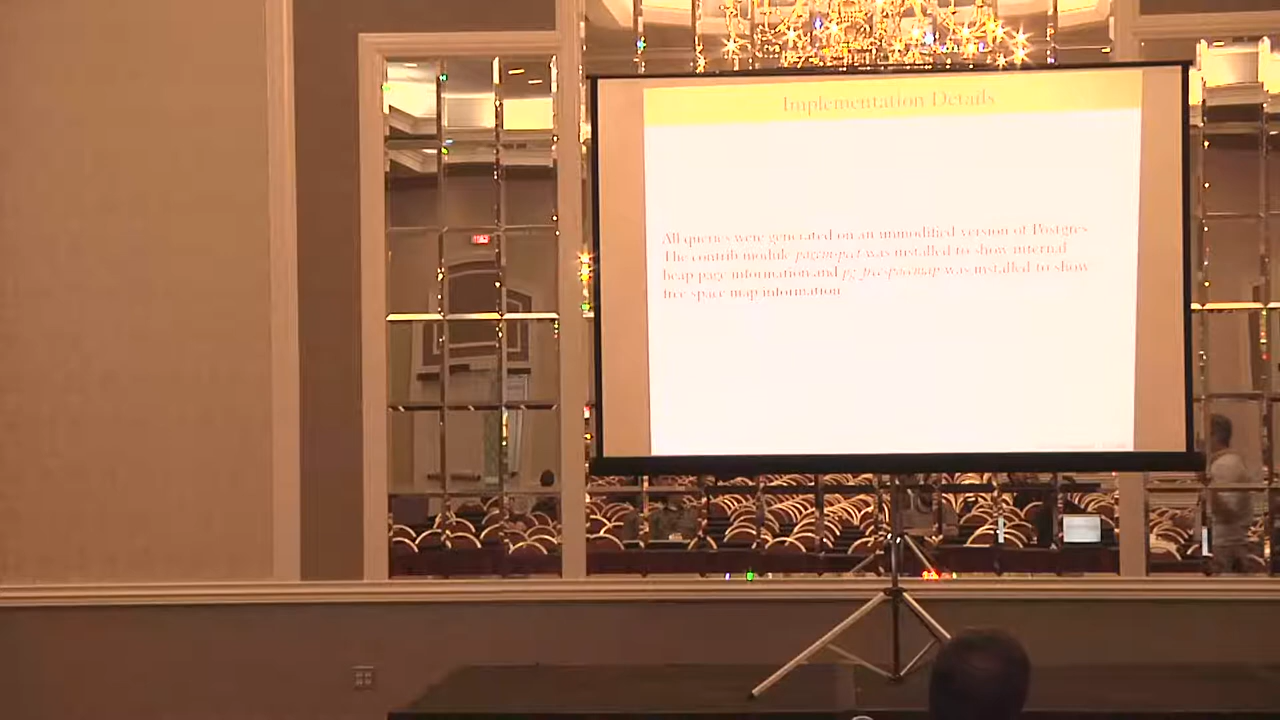 Implementation Details
All queries were generated on an unmodified version of Postgres.
The contrib module pageinspect was installed to show internal
heap page information and pg_freespacemap was installed to show
free space map information.